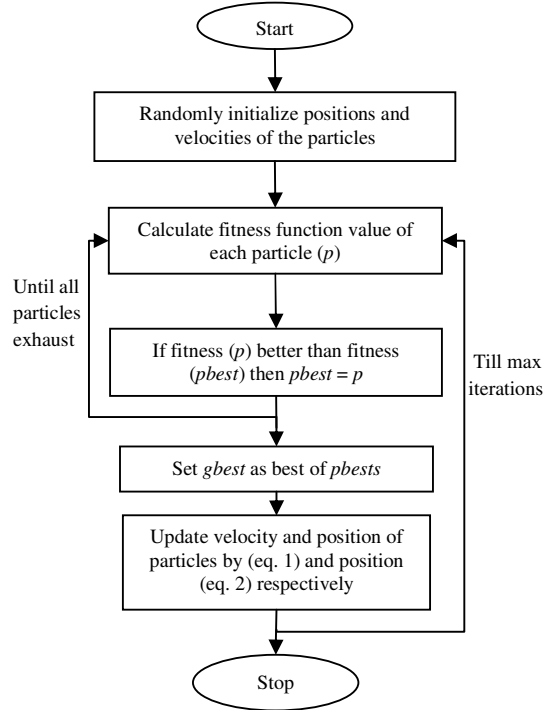 Start
Randomly initialize positions and
velocities of the particles
Calculate fitness function value of
each particle (p)
Until all
particles
exhaust
If fitness (p) better than fitness
(pbest) then pbest = p
Till max
iterations
Set gbest as best of pbests
Update velocity and position of
particles by (eq. 1) and position
(eq. 2) respectively
Stop